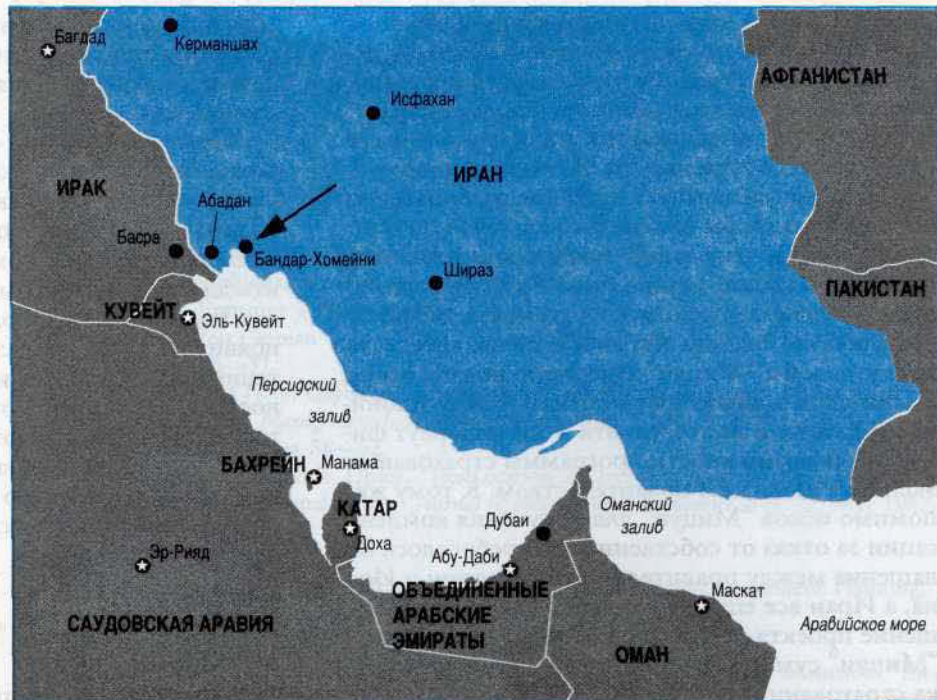 Багдад
Керманшах
АФГАНИСТАН
Исфахан
ИРАН
ИРАК
Абадан
Басра
Бандар-Хомейни
Шираз
ПАКИСТАН
КУВЕЙТ
Эль-Кувейт
Персидский
залив
БАХРЕЙН
Манама
КАТАР
Доха
Дубаи
Оманский
залив
Эр-Рияд
Абу-Даби
ОБЪЕДИНЕННЫЕ
АРАБСКИЕ
ЭМИРАТЫ
Маскат
САУДОВСКАЯ АРАВИЯ
ОМАН
Аравийское море